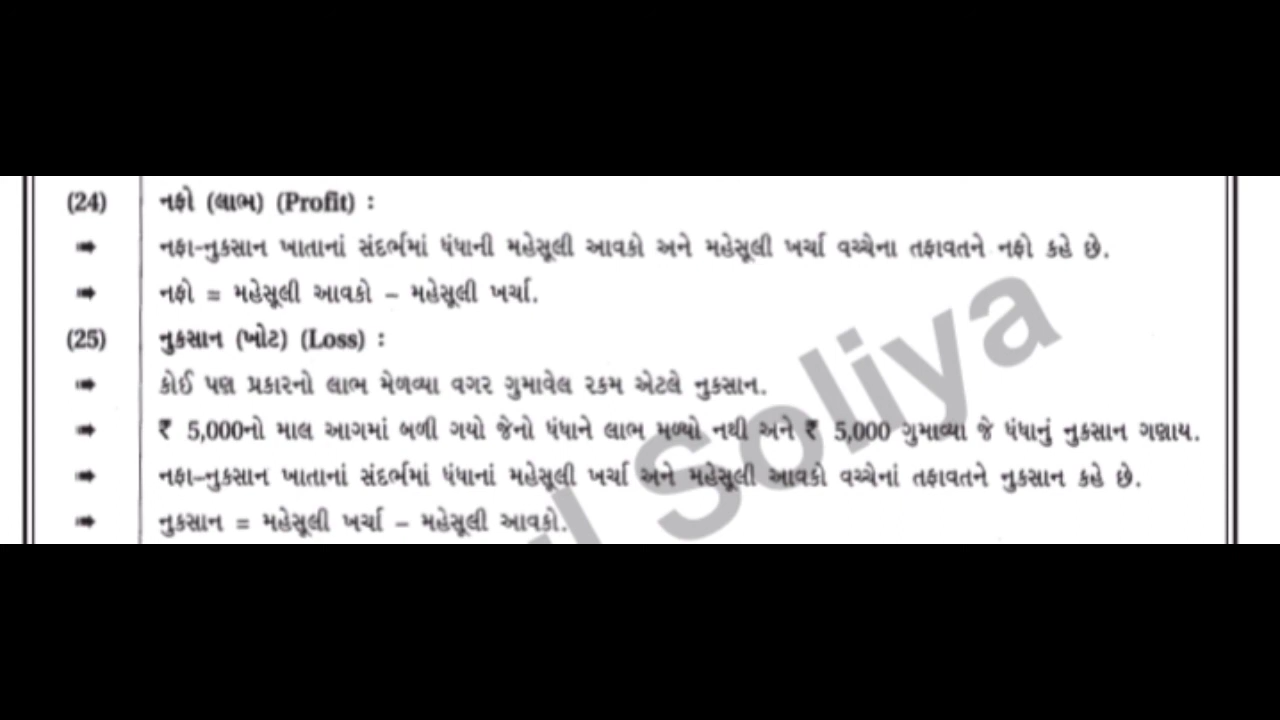 (24) નફો (લાભ) (Profit) :
➠ નફા-નુકસાન ખાતાનાં સંદર્ભમાં ધંધાની મહેસૂલી આવકો અને મહેસૂલી ખર્ચા વચ્ચેના તફાવતને નફો કહે છે.
➠ નફો = મહેસૂલી આવકો – મહેસૂલી ખર્ચા.
(25) નુકસાન (ખોટ) (Loss) :
➠ કોઈ પણ પ્રકારનો લાભ મેળવ્યા વગર ગુમાવેલ રકમ એટલે નુકસાન.
➠ ₹ 5,000નો માલ આગમાં બળી ગયો જેનો ધંધાને લાભ મળ્યો નથી અને ₹ 5,000 ગુમાવ્યા જે ધંધાનું નુકસાન ગણાય.
➠ નફા–નુકસાન ખાતાનાં સંદર્ભમાં ધંધાનાં મહેસૂલી ખર્ચા અને મહેસૂલી આવકો વચ્ચેનાં તફાવતને નુકસાન કહે છે.
➠ નુકસાન = મહેસૂલી ખર્ચા – મહેસૂલી આવકો.
Soliya